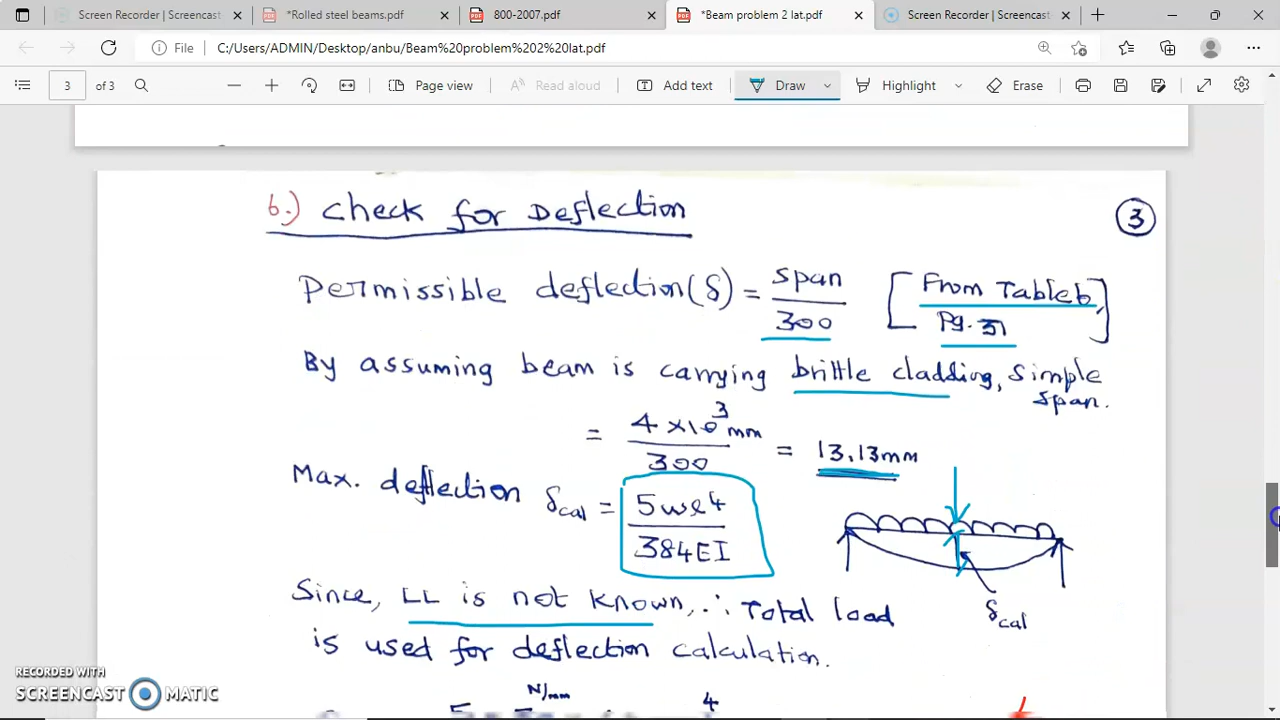 Screen Recorder | Screencast
*Rolled steel beams.pdf
800-2007.pdf
*Beam problem 2 lat.pdf
Screen Recorder | Screencast
File
C:/Users/ADMIN/Desktop/anbu/Beam%20problem%202%20lat.pdf
3 of 3
Page view
Read aloud
Add text
Draw
Highlight
Erase
6.) Check for Deflection
3
Permissible deflection(δ) = span/300 [From Table6, Pg. 31]
By assuming beam is carrying brittle cladding, simple span.
= 4 x10³ mm/300 = 13.13mm
Max. deflection δcal = 5wl4/384EI
δcal
Since, LL is not known, ∴ Total load
is used for deflection calculation.
N/mm
4
RECORDED WITH
SCREENCAST MATIC